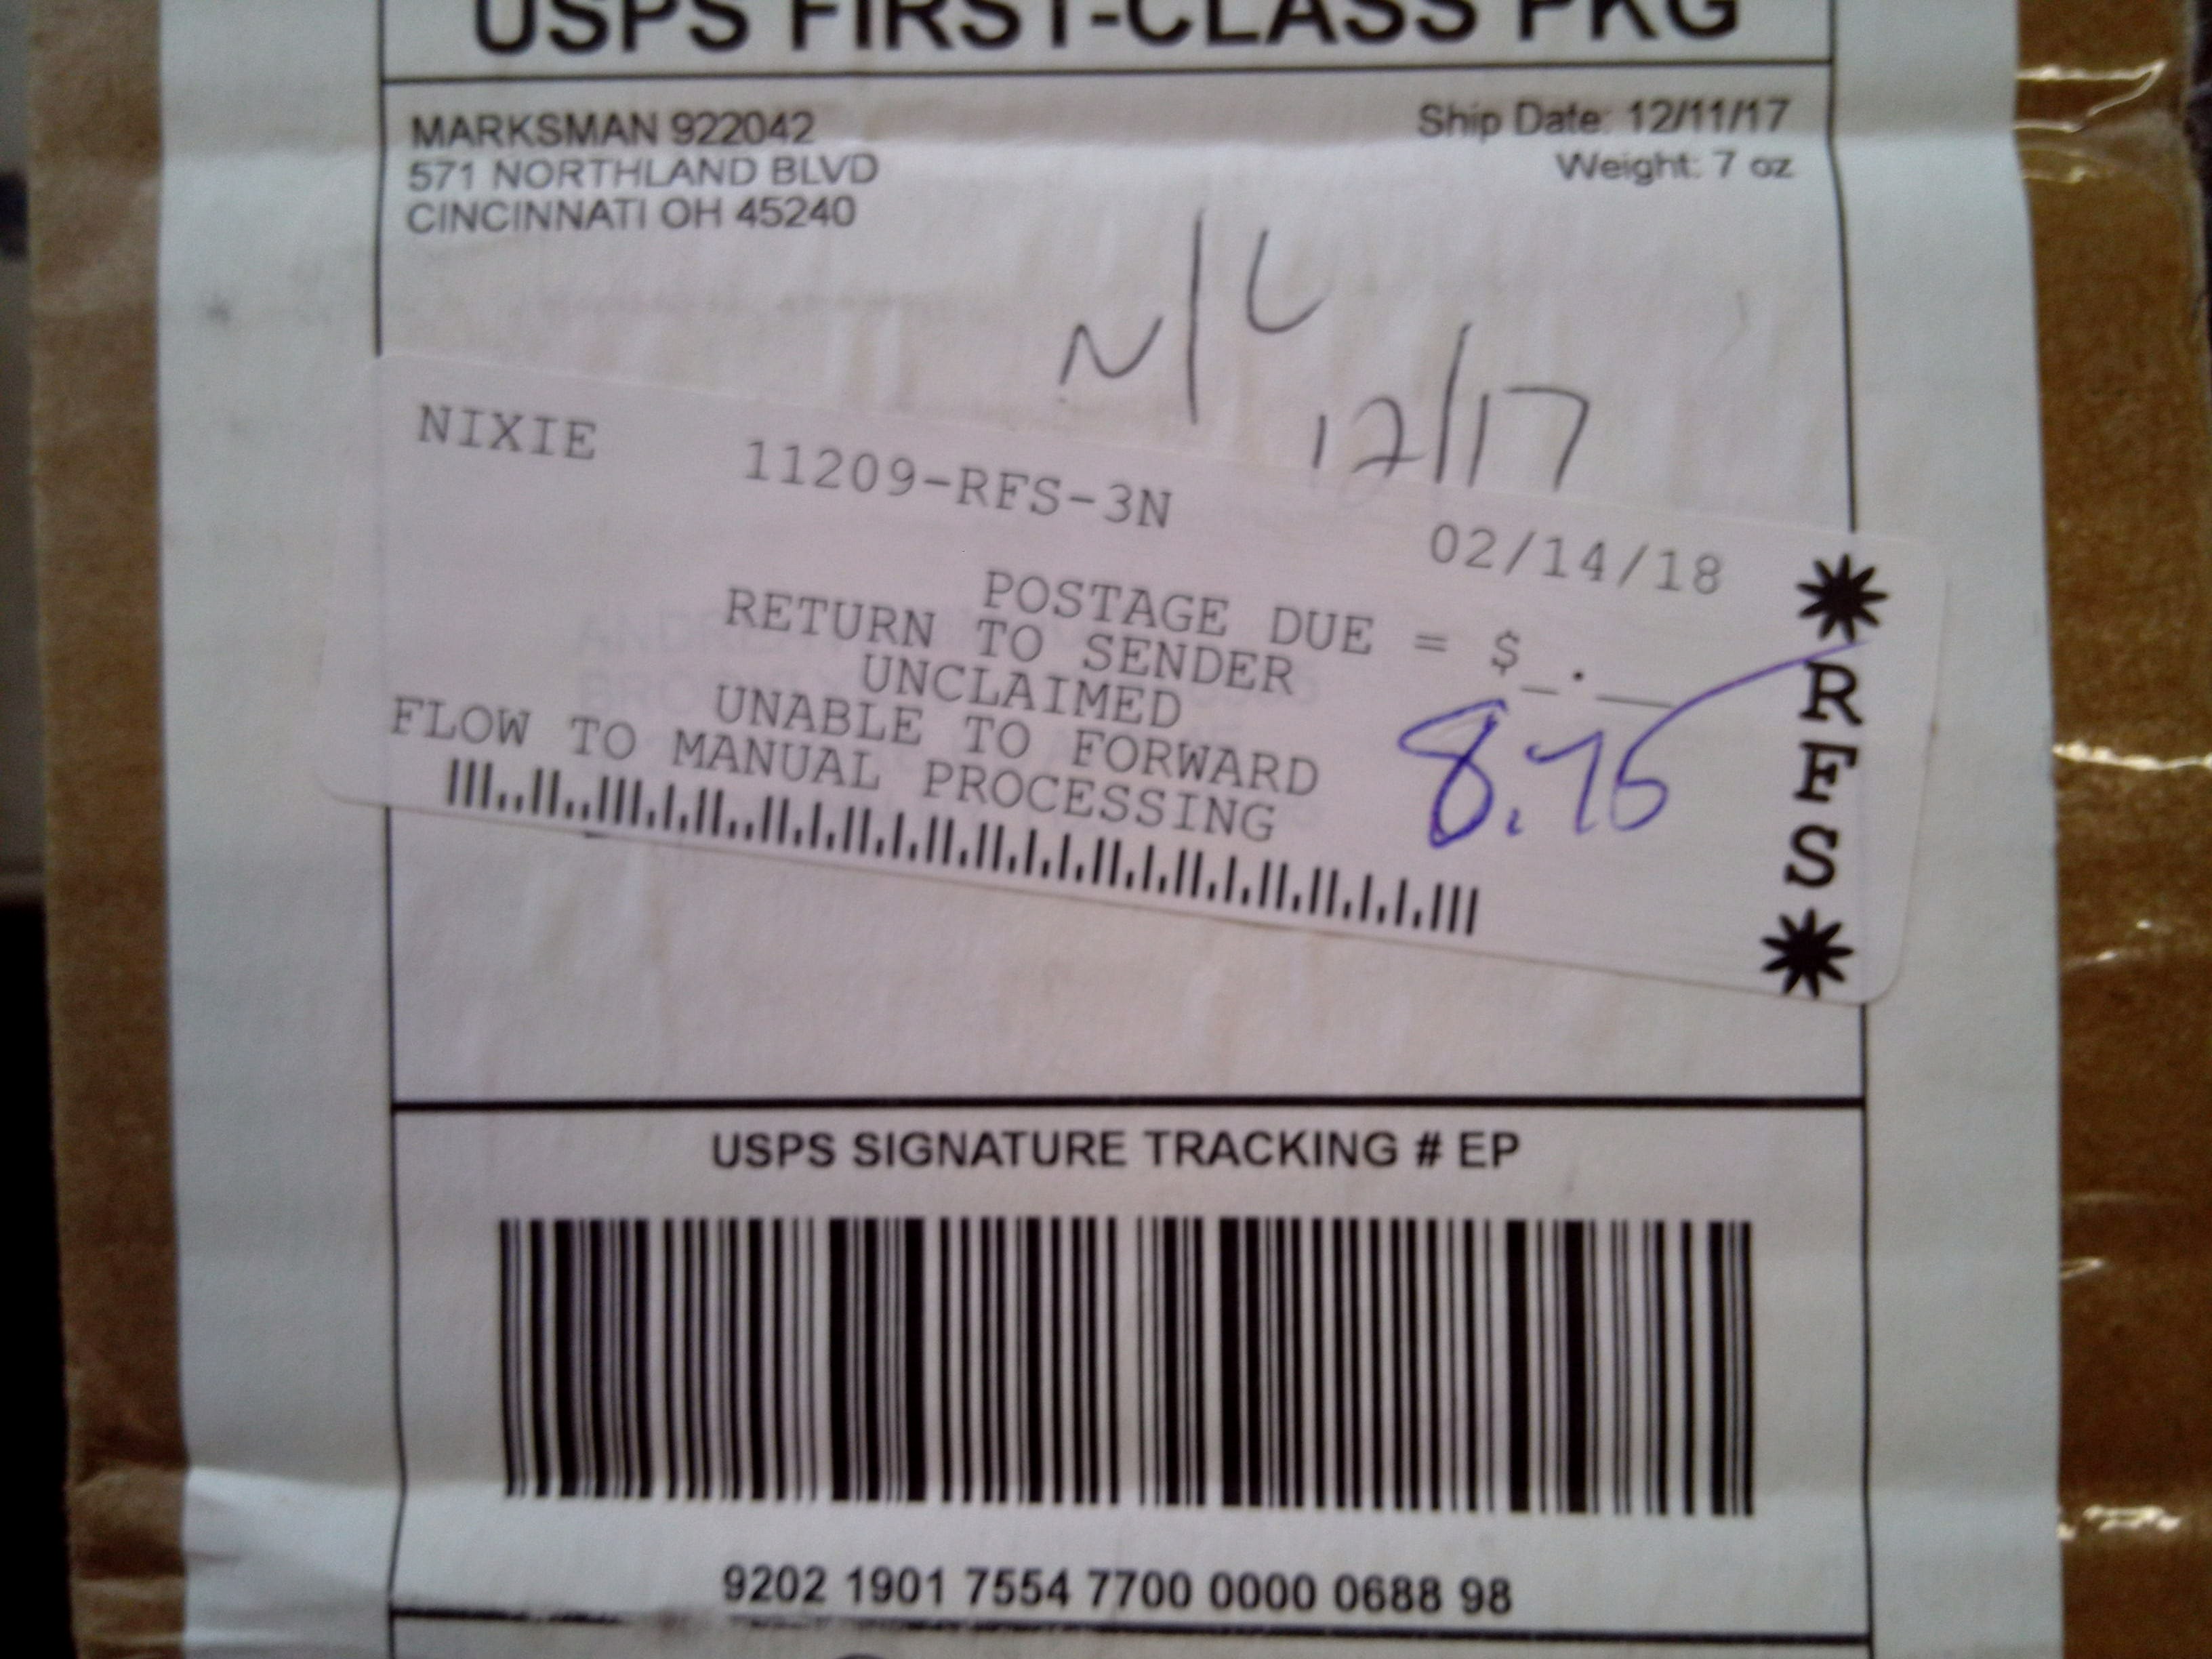 USPS FIRST-CLASS PKG
MARKSMAN 922042
571 NORTHLAND BLVD
CINCINNATI OH 45240
Ship Date: 12/11/17
Weight: 7 oz
N/L
12/17
NIXIE 11209-RFS-3N 02/14/18
POSTAGE DUE = $_.__
RETURN TO SENDER
UNCLAIMED
UNABLE TO FORWARD
FLOW TO MANUAL PROCESSING
8.75
*RFS*
USPS SIGNATURE TRACKING # EP
9202 1901 7554 7700 0000 0688 98